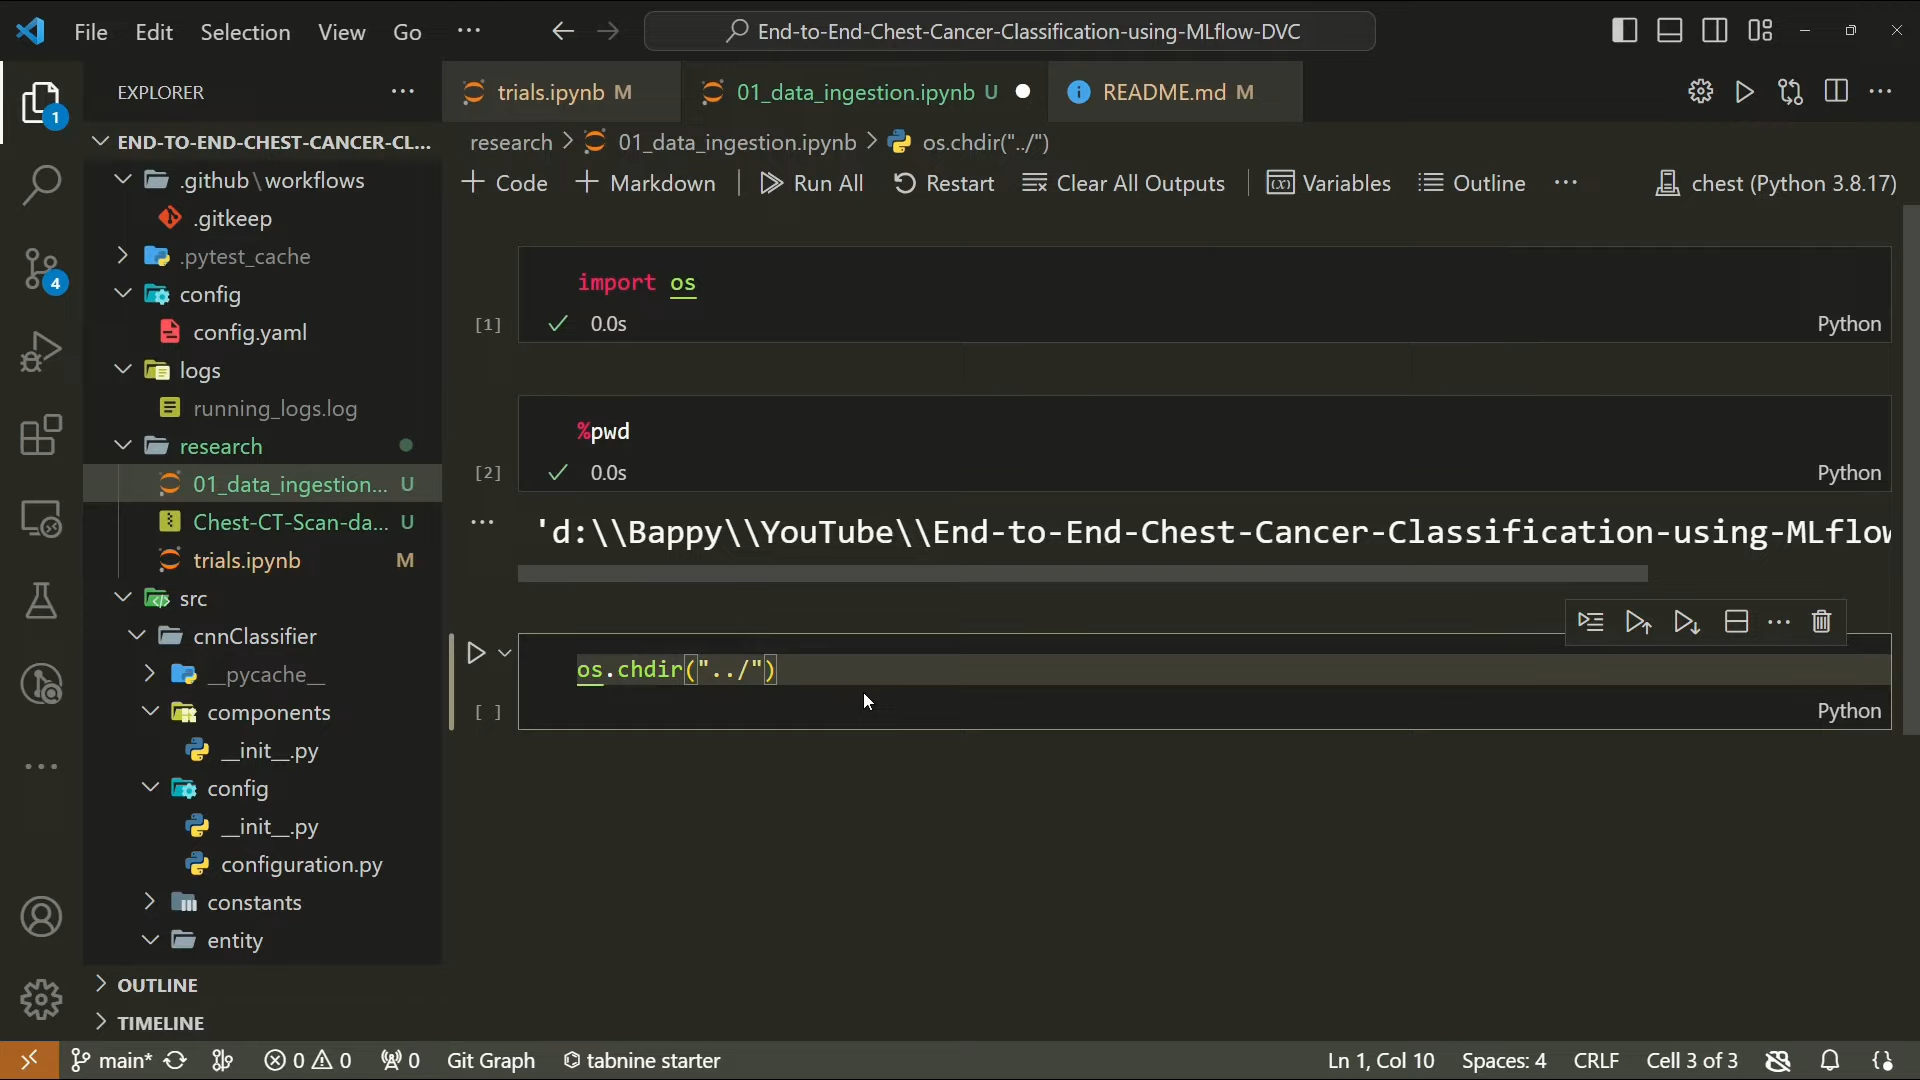 File Edit Selection View Go ··· End-to-End-Chest-Cancer-Classification-using-MLflow-DVC
EXPLORER
trials.ipynb M
01_data_ingestion.ipynb U
README.md M
END-TO-END-CHEST-CANCER-CL...
research > 01_data_ingestion.ipynb > os.chdir("../")
.github\workflows
+ Code + Markdown Run All Restart Clear All Outputs Variables Outline ··· chest (Python 3.8.17)
.gitkeep
.pytest_cache
config
config.yaml
logs
running_logs.log
research
01_data_ingestion... U
Chest-CT-Scan-da... U
trials.ipynb M
src
cnnClassifier
__pycache__
components
__init__.py
config
__init__.py
configuration.py
constants
entity
OUTLINE
TIMELINE
1
4
import os
[1] 0.0s Python
%pwd
[2] 0.0s Python
'd:\\Bappy\\YouTube\\End-to-End-Chest-Cancer-Classification-using-MLflow
os.chdir("../")
[ ] Python
main* 0 0 0 Git Graph tabnine starter Ln 1, Col 10 Spaces: 4 CRLF Cell 3 of 3